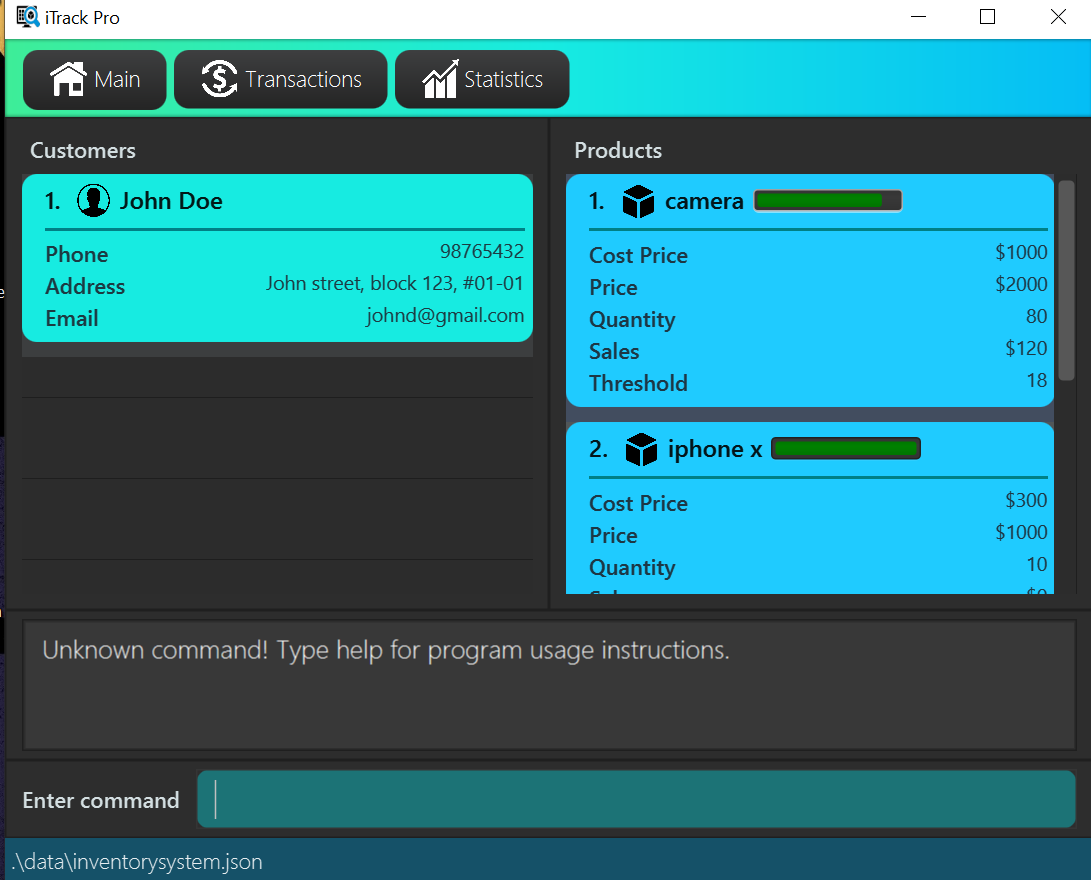 iTrack Pro
Main Transactions Statistics
Customers
1. John Doe
Phone 98765432
Address John street, block 123, #01-01
Email johnd@gmail.com
Products
1. camera
Cost Price $1000
Price $2000
Quantity 80
Sales $120
Threshold 18
2. iphone x
Cost Price $300
Price $1000
Quantity 10
Unknown command! Type help for program usage instructions.
Enter command
.\data\inventorysystem.json